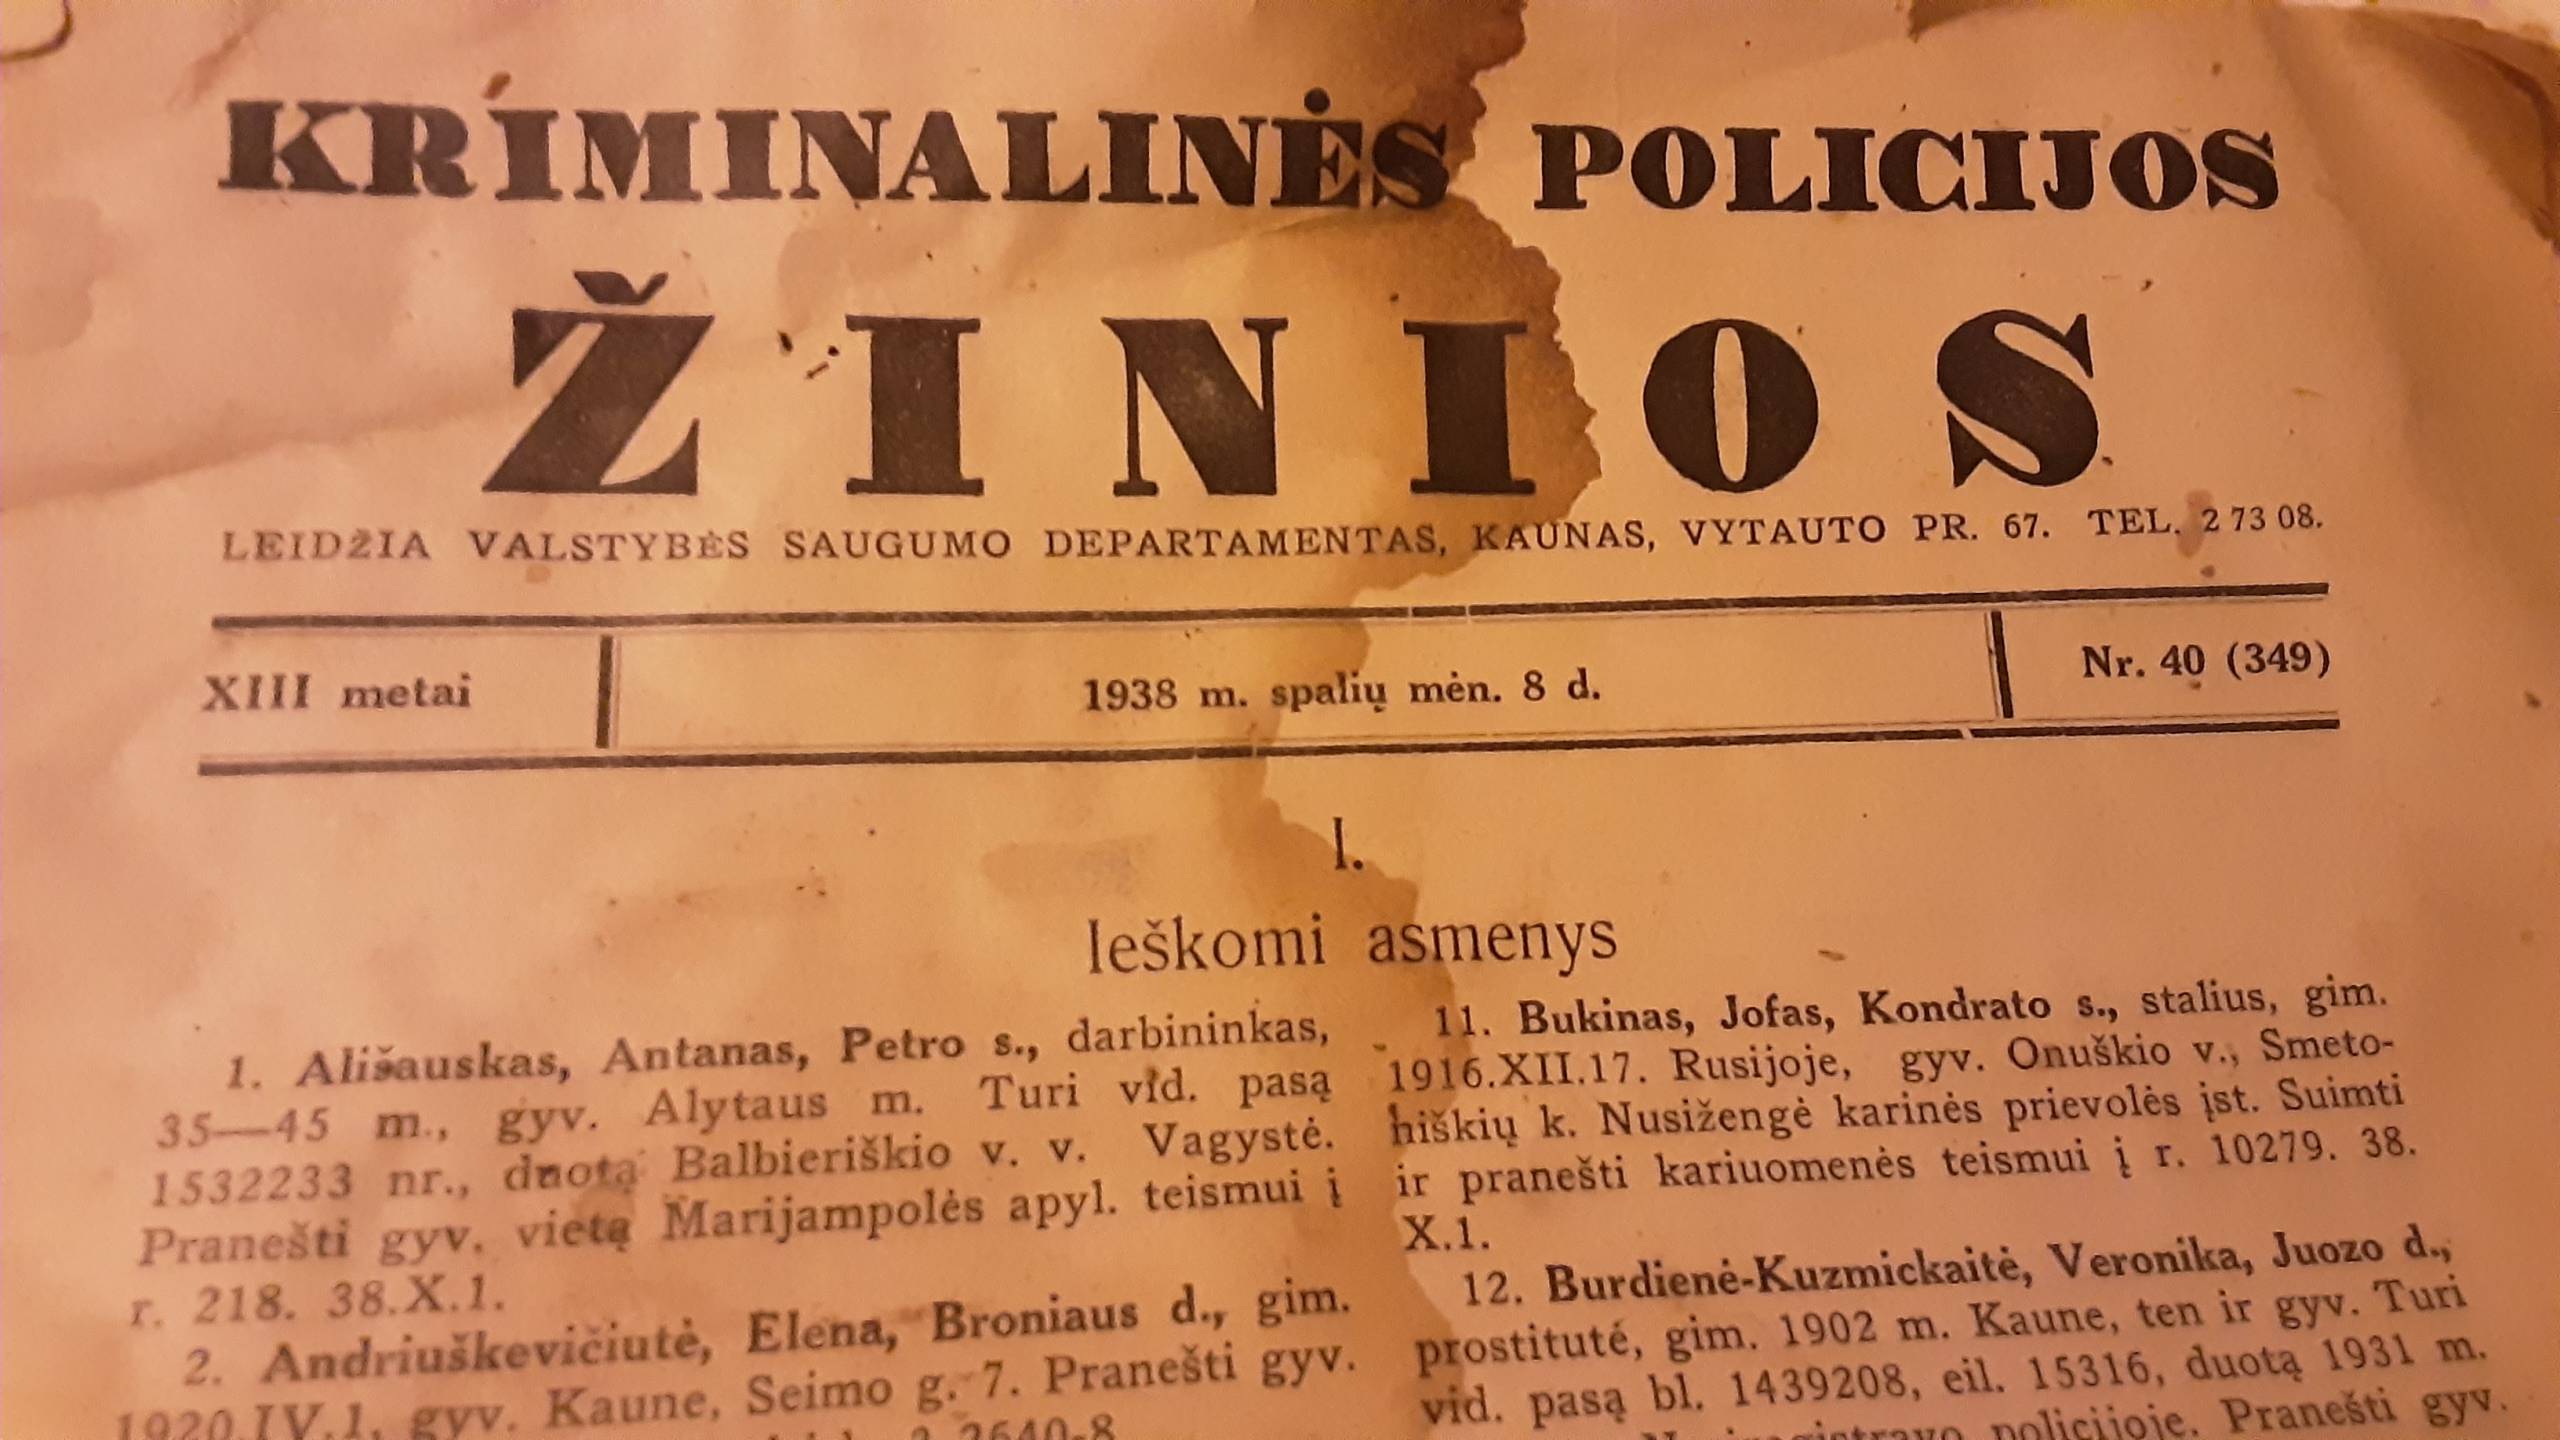 KRIMINALINĖS POLICIJOS
ŽINIOS
LEIDŽIA VALSTYBĖS SAUGUMO DEPARTAMENTAS, KAUNAS, VYTAUTO PR. 67. TEL. 2 73 08.
XIII metai
1938 m. spalių mėn. 8 d.
Nr. 40 (349)
I.
Ieškomi asmenys
1. Ališauskas, Antanas, Petro s., darbininkas,
35—45 m., gyv. Alytaus m. Turi vid. pasą
1532233 nr., duotą Balbieriškio v. v. Vagystė.
Pranešti gyv. vietą Marijampolės apyl. teismui į
r. 218. 38.X.1.
2. Andriuškevičiutė, Elena, Broniaus d., gim.
1920.IV.1, gyv. Kaune, Seimo g. 7. Pranešti gyv.
2640-8
11. Bukinas, Jofas, Kondrato s., stalius, gim.
1916.XII.17. Rusijoje, gyv. Onuškio v., Smeto-
hiškių k. Nusižengė karinės prievolės įst. Suimti
ir pranešti kariuomenės teismui į r. 10279. 38.
X.1.
12. Burdienė-Kuzmickaitė, Veronika, Juozo d.,
prostitutė, gim. 1902 m. Kaune, ten ir gyv. Turi
vid. pasą bl. 1439208, eil. 15316, duotą 1931 m.
policijoje. Pranešti gyv.